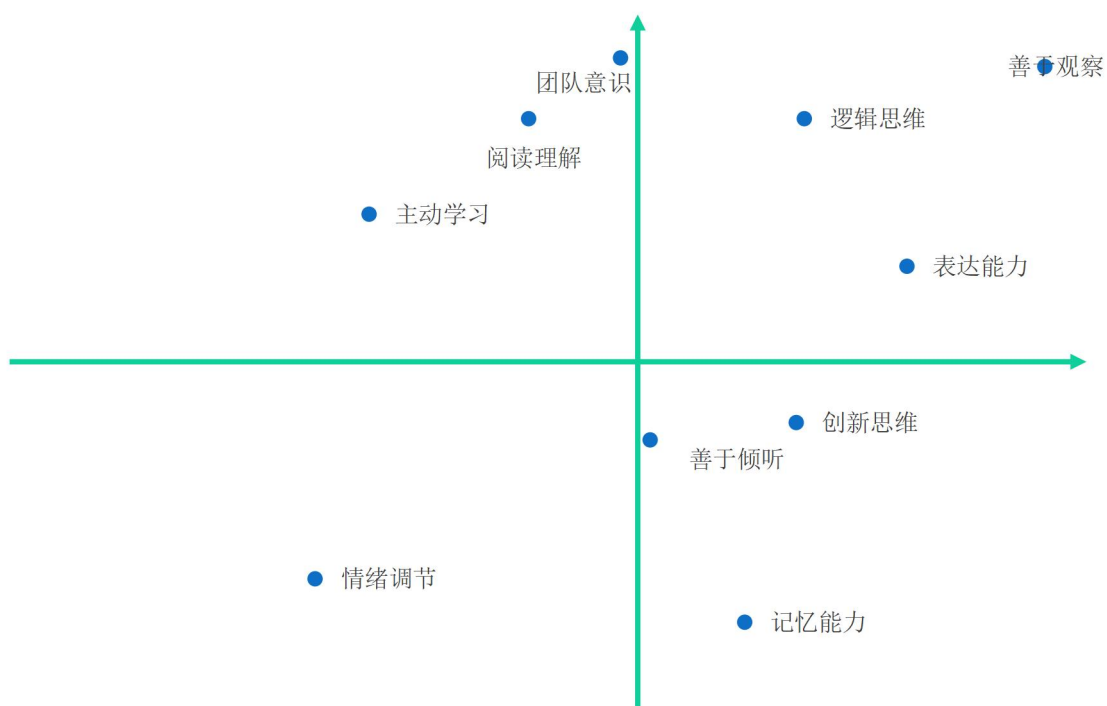 善于观察
团队意识
逻辑思维
阅读理解
主动学习
表达能力
创新思维
善于倾听
情绪调节
记忆能力